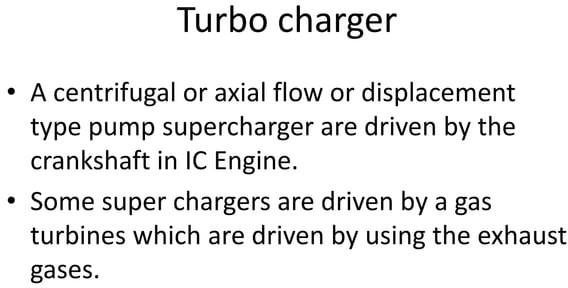 Turbo charger
• A centrifugal or axial flow or displacement
type pump supercharger are driven by the
crankshaft in IC Engine.
• Some super chargers are driven by a gas
turbines which are driven by using the exhaust
gases.